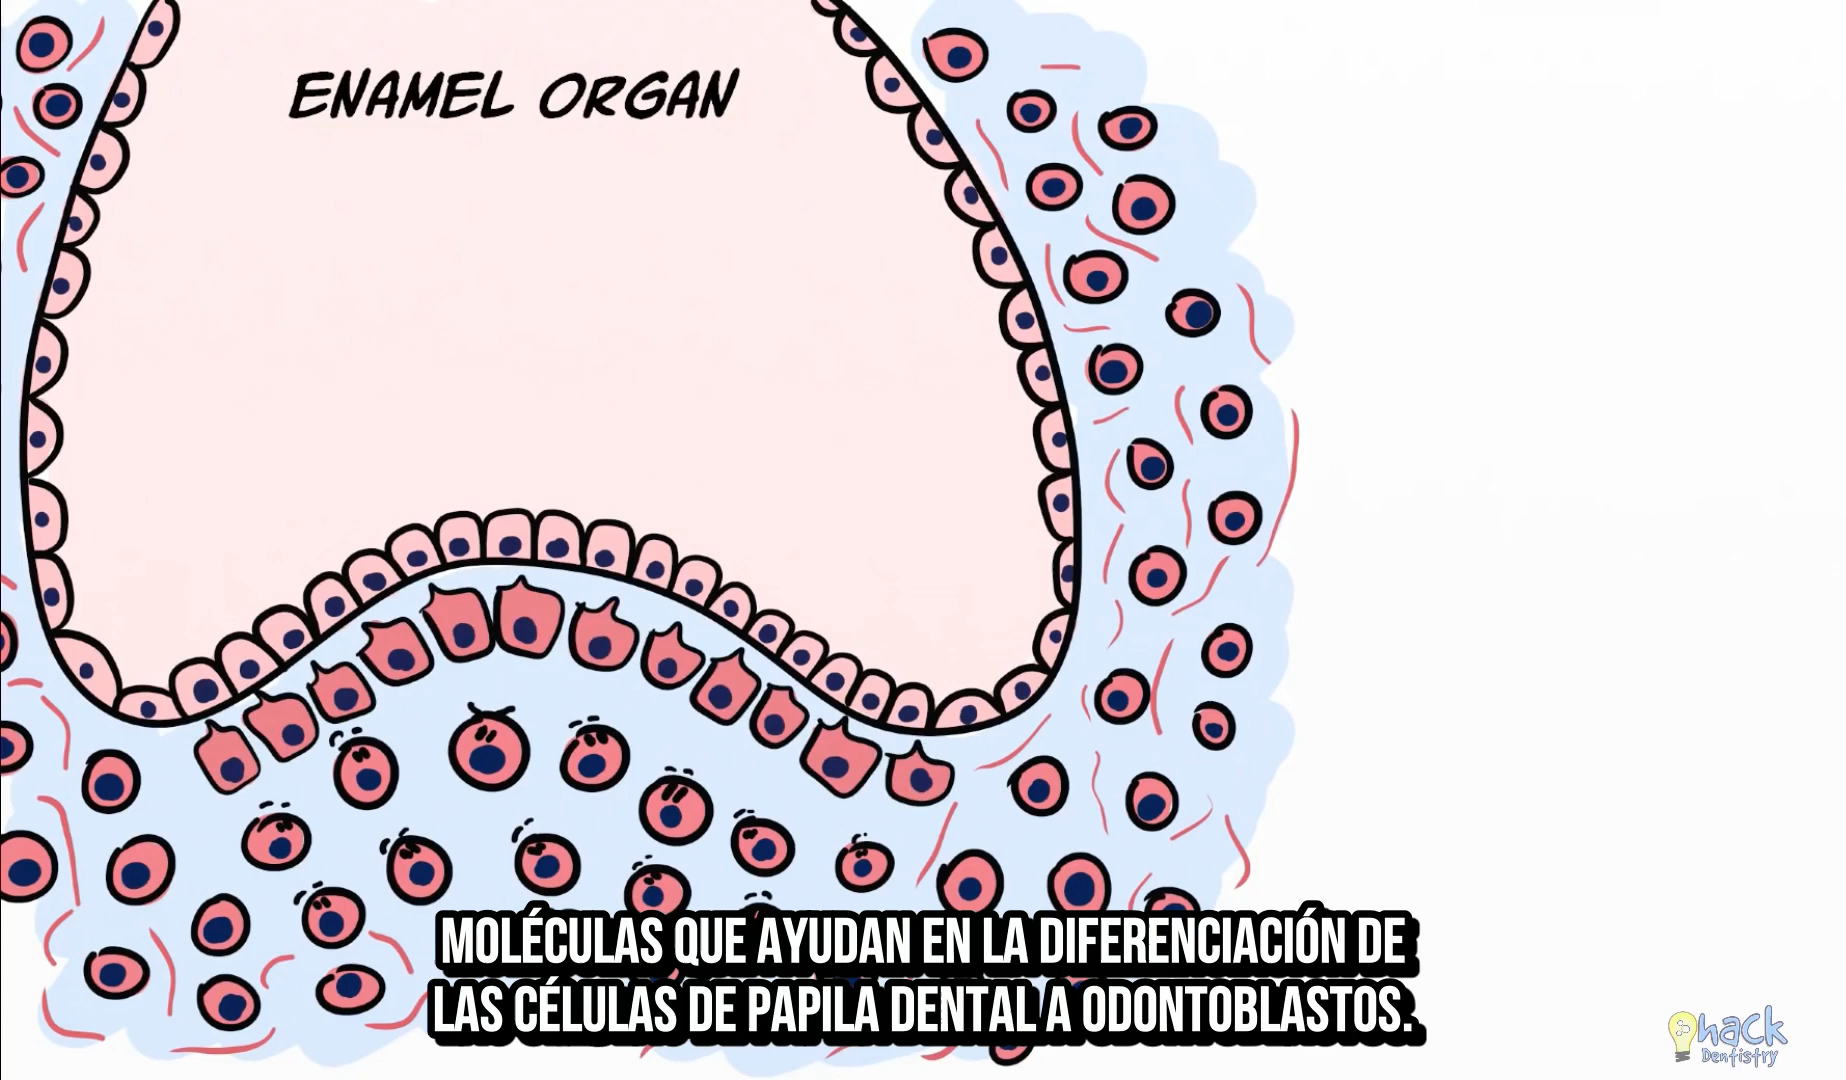 ENAMEL ORGAN
MOLÉCULAS QUE AYUDAN EN LA DIFERENCIACIÓN DE
LAS CÉLULAS DE PAPILA DENTAL A ODONTOBLASTOS.
hack
Dentistry